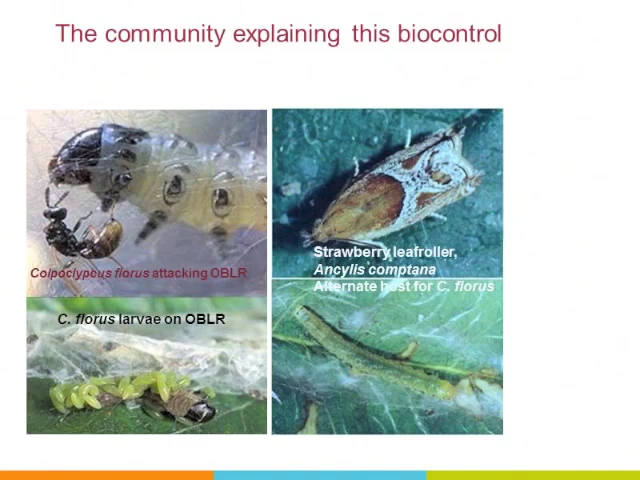 The community explaining this biocontrol
Colpoclypeus florus attacking OBLR
C. florus larvae on OBLR
Strawberry leafroller,
Ancylis comptana
Alternate host for C. florus